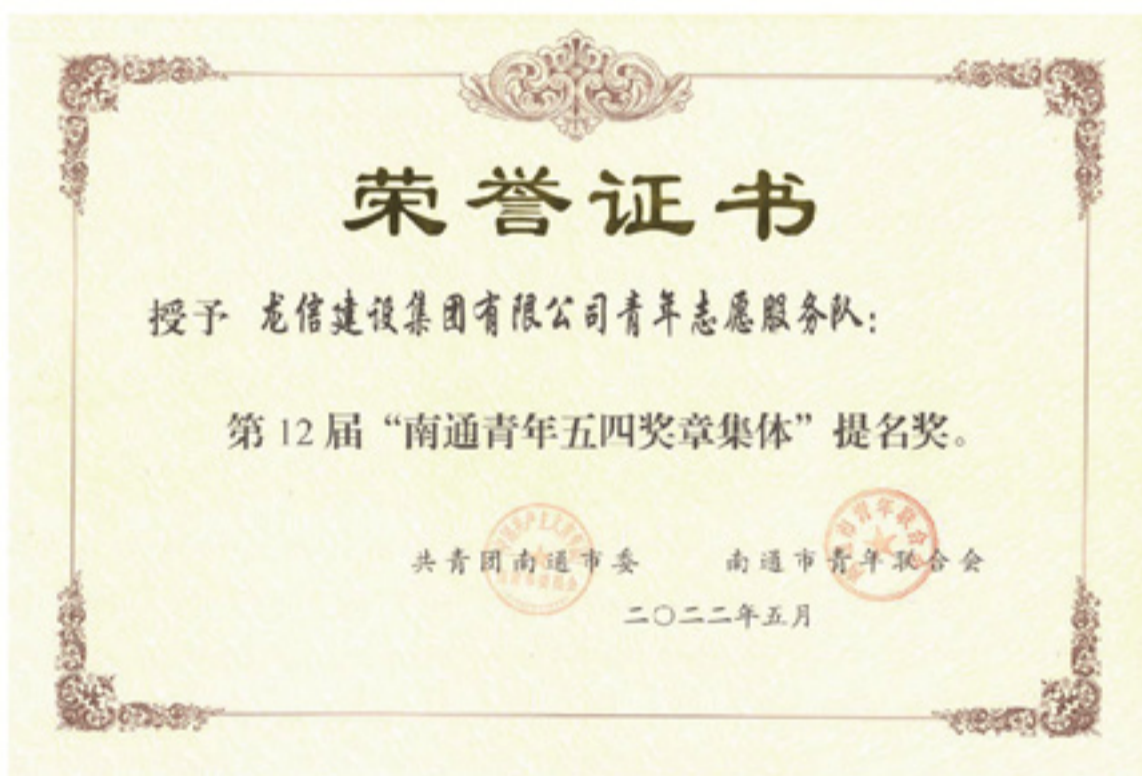 荣誉证书
授予 龙信建设集团有限公司青年志愿服务队：
第12届“南通青年五四奖章集体”提名奖。
共青团南通市委 南通市青年联合会
二〇二二年五月